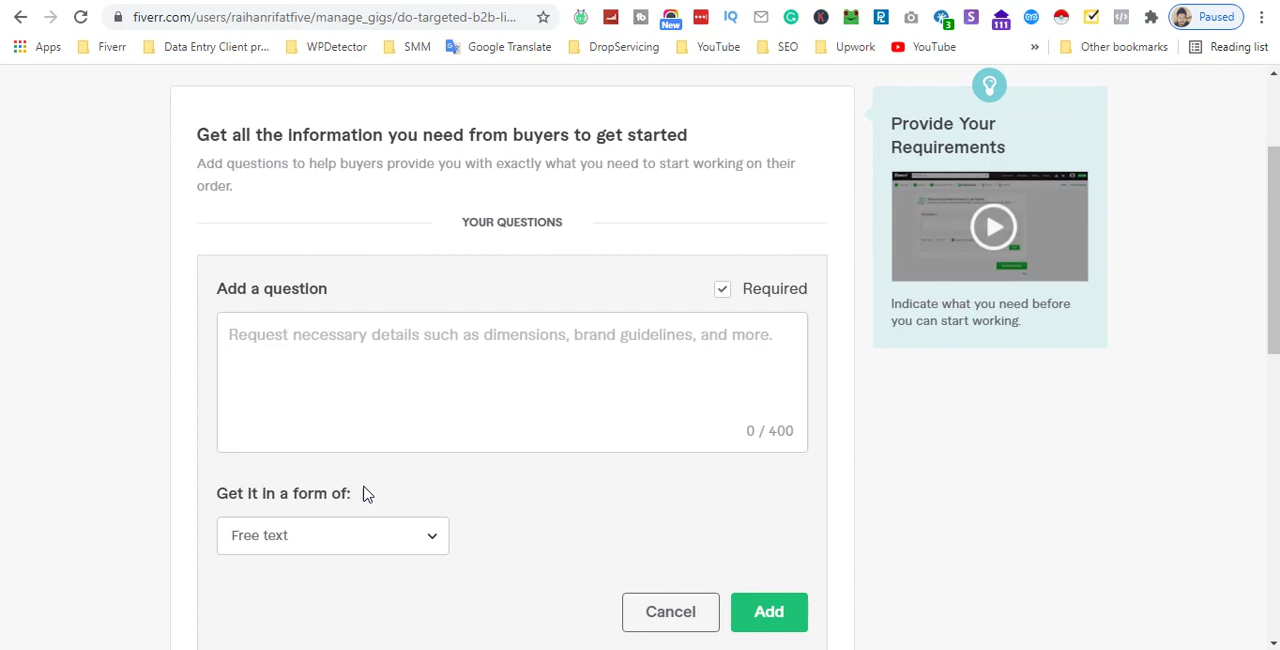 fiverr.com/users/raihanrifatfive/manage_gigs/do-targeted-b2b-li...
New
IQ
3
S
111
Paused
Apps
Fiverr
Data Entry Client pr...
WPDetector
SMM
Google Translate
DropServicing
YouTube
SEO
Upwork
YouTube
»
Other bookmarks
Reading list
Get all the information you need from buyers to get started
Add questions to help buyers provide you with exactly what you need to start working on their
order.
YOUR QUESTIONS
Add a question
Required
Request necessary details such as dimensions, brand guidelines, and more.
0 / 400
Get it in a form of:
Free text
Cancel
Add
Provide Your
Requirements
Indicate what you need before
you can start working.